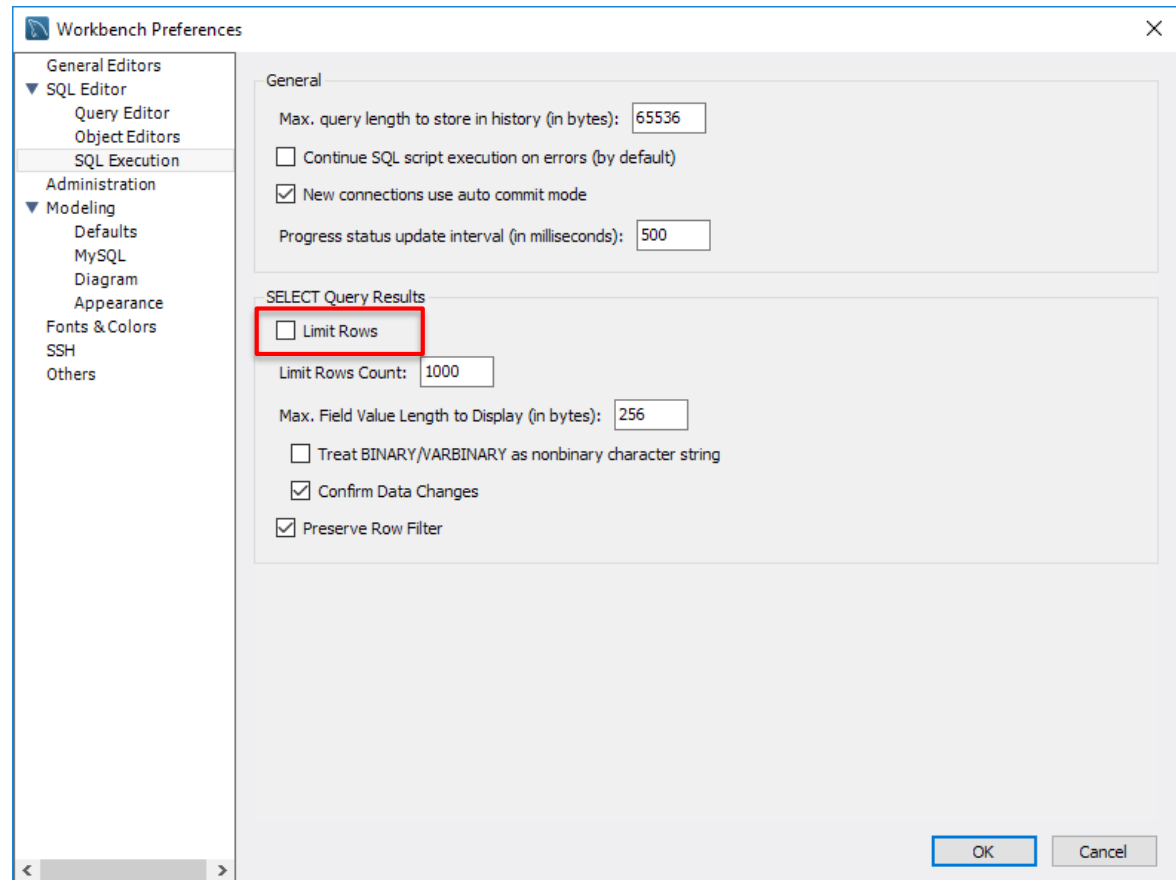 Workbench Preferences
General Editors
SQL Editor
Query Editor
Object Editors
SQL Execution
Administration
Modeling
Defaults
MySQL
Diagram
Appearance
Fonts & Colors
SSH
Others
General
Max. query length to store in history (in bytes): 65536
Continue SQL script execution on errors (by default)
New connections use auto commit mode
Progress status update interval (in milliseconds): 500
SELECT Query Results
Limit Rows
Limit Rows Count: 1000
Max. Field Value Length to Display (in bytes): 256
Treat BINARY/VARBINARY as nonbinary character string
Confirm Data Changes
Preserve Row Filter
OK Cancel